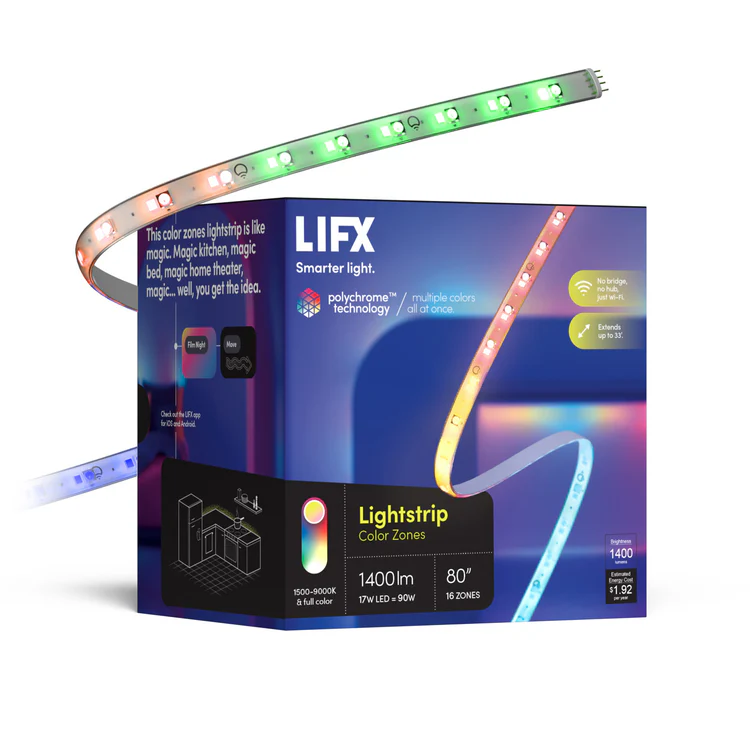 This color zones lightstrip is like
magic. Magic kitchen, magic
bed, magic home theater,
magic... well, you get the idea.
Film Night
Move
Check out the LIFX app
for iOS and Android.
LIFX
Smarter light.
polychrome™
technology
/
multiple colors
all at once.
No bridge,
no hub,
just Wi-Fi.
Extends
up to 33'.
1500-9000K
& full color
Lightstrip
Color Zones
1400 lm
17W LED = 90W
80"
16 ZONES
Brightness
1400
lumens
Estimated
Energy Cost
$1.92
per year